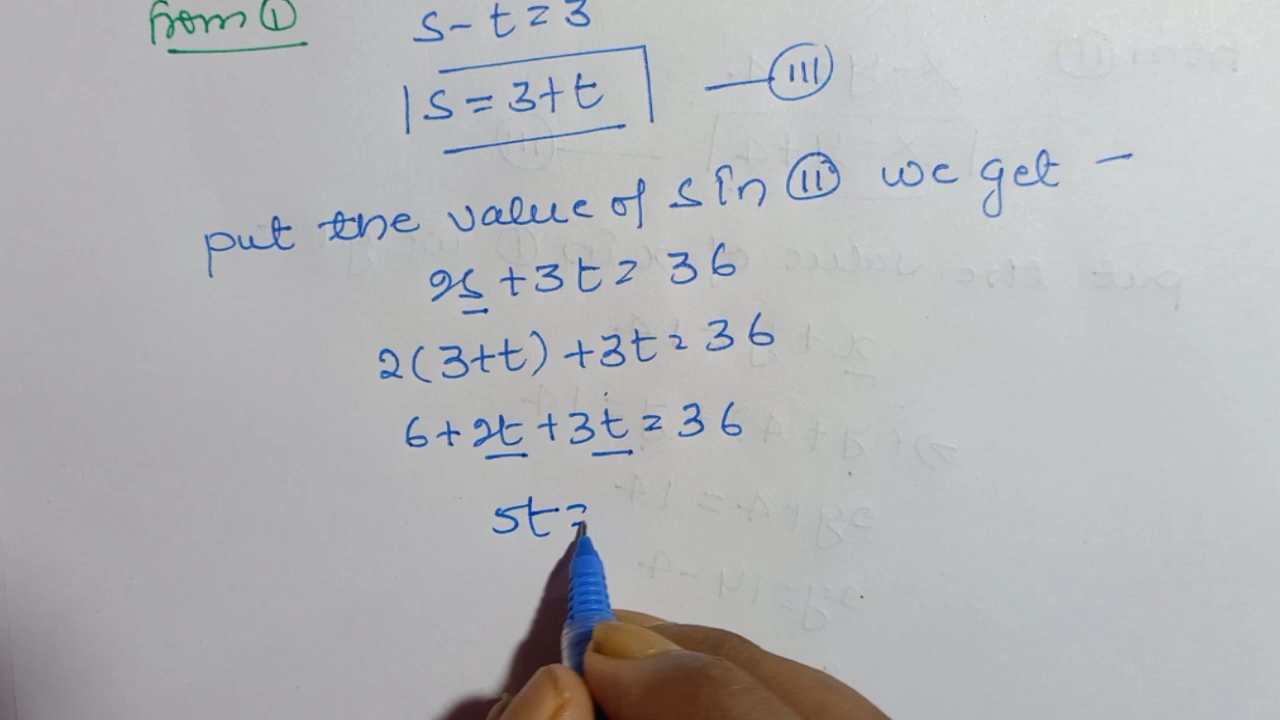 from ①
s - t = 3
s = 3+t — (III)
put the value of s in (II) we get -
2s + 3t = 36
2(3+t) + 3t = 36
6 + 2t + 3t = 36
5t =